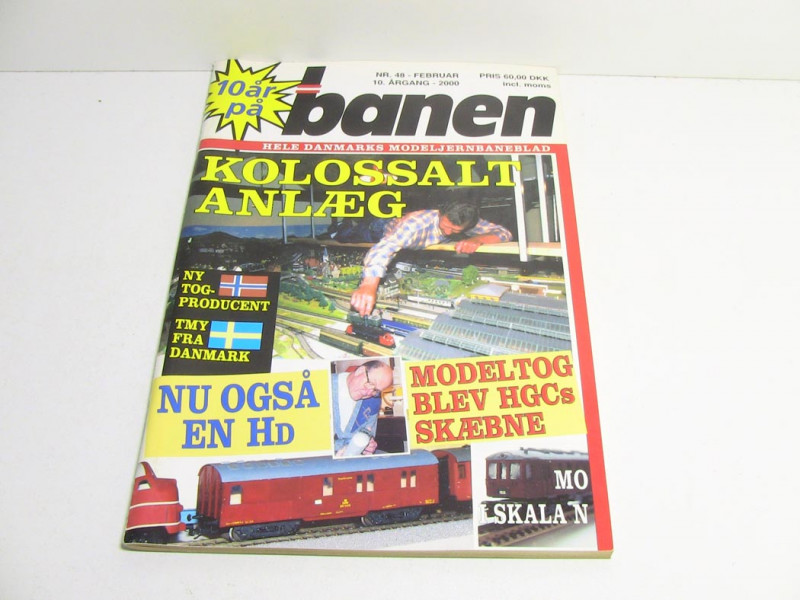 10 år
på
banen
NR. 48 - FEBRUAR
10. ÅRGANG - 2000
PRIS 60,00 DKK
incl. moms
HELE DANMARKS MODELJERNBANEBLAD
KOLOSSALT
ANLÆG
NY
TOG-
PRODUCENT
TMY
FRA
DANMARK
NU OGSÅ
EN HD
MODELTOG
BLEV HGCs
SKÆBNE
MO
I SKALA N